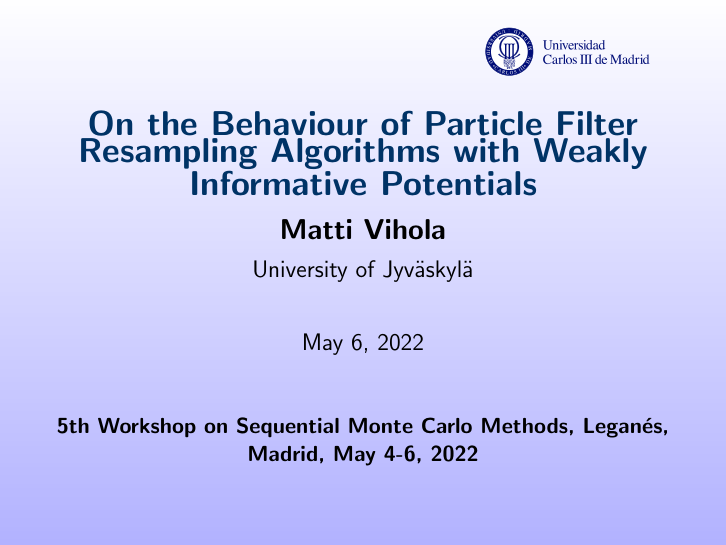 Universidad
Carlos III de Madrid
On the Behaviour of Particle Filter
Resampling Algorithms with Weakly
Informative Potentials
Matti Vihola
University of Jyväskylä
May 6, 2022
5th Workshop on Sequential Monte Carlo Methods, Leganés,
Madrid, May 4-6, 2022